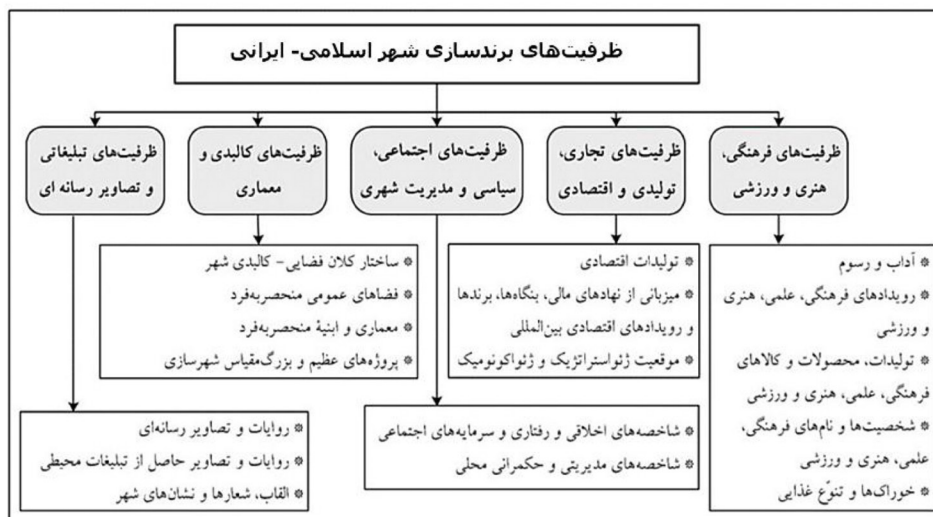 ظرفیت‌های برندسازی شهر اسلامی- ایرانی
ظرفیت‌های فرهنگی،
هنری و ورزشی
ظرفیت‌های تجاری،
تولیدی و اقتصادی
ظرفیت‌های اجتماعی،
سیاسی و مدیریت شهری
ظرفیت‌های کالبدی و
معماری
ظرفیت‌های تبلیغاتی
و تصاویر رسانه ای
* آداب و رسوم
* رویدادهای فرهنگی، علمی، هنری
و ورزشی
* تولیدات، محصولات و کالاهای
فرهنگی، علمی، هنری و ورزشی
* شخصیت‌ها و نام‌های فرهنگی،
علمی، هنری و ورزشی
* خوراک‌ها و تنوّع غذایی
* تولیدات اقتصادی
* میزبانی از نهادهای مالی، بنگاه‌ها، برندها
و رویدادهای اقتصادی بین‌المللی
* موقعیت ژئواستراتژیک و ژئواکونومیک
* شاخصه‌های اخلاقی و رفتاری و سرمایه‌های اجتماعی
* شاخصه‌های مدیریتی و حکمرانی محلی
* ساختار کلان فضایی- کالبدی شهر
* فضاهای عمومی منحصربه‌فرد
* معماری و ابنیهٔ منحصربه‌فرد
* پروژه‌های عظیم و بزرگ‌مقیاس شهرسازی
* روایات و تصاویر رسانه‌ای
* روایات و تصاویر حاصل از تبلیغات محیطی
* القاب، شعارها و نشان‌های شهر